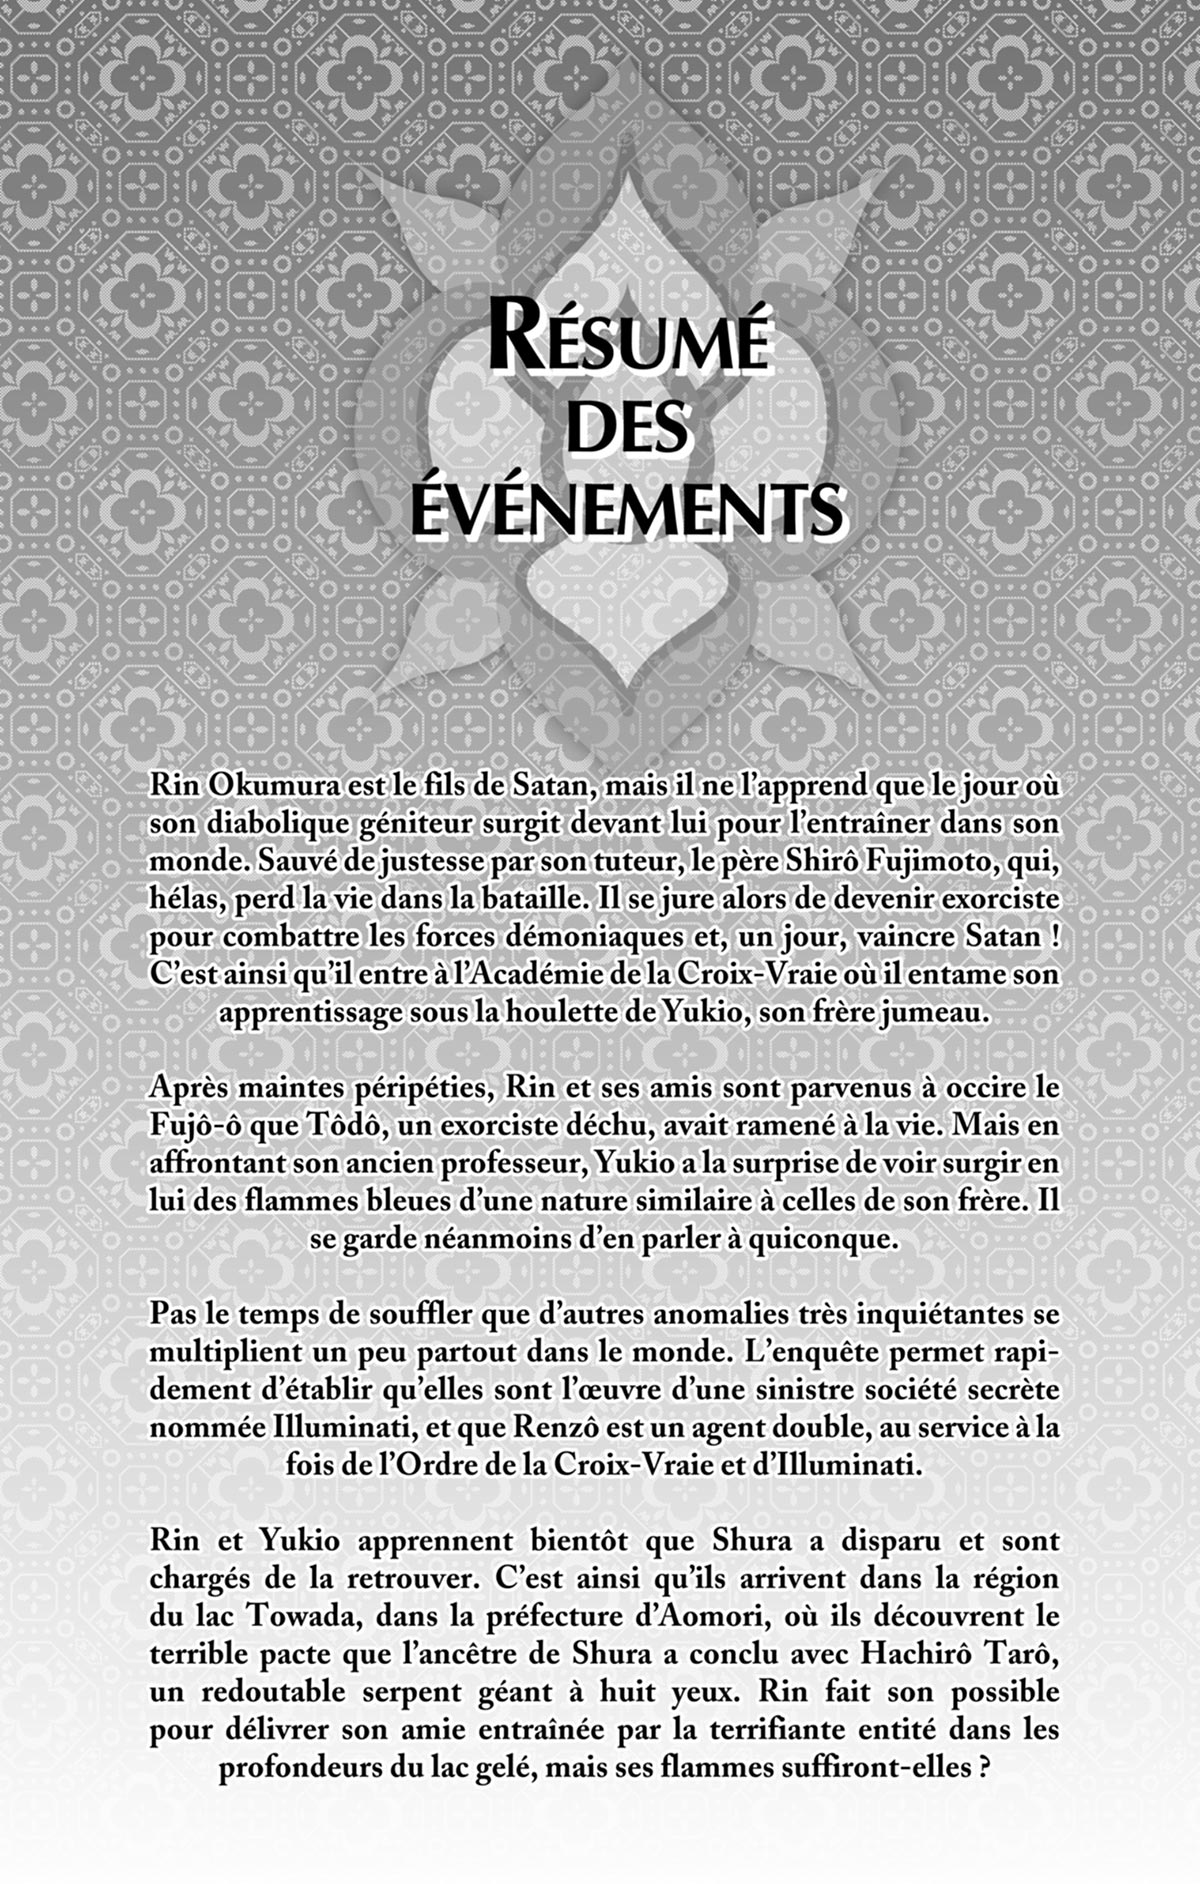 Résumé
des
événements
Rin Okumura est le fils de Satan, mais il ne l’apprend que le jour où
son diabolique géniteur surgit devant lui pour l’entraîner dans son
monde. Sauvé de justesse par son tuteur, le père Shirô Fujimoto, qui,
hélas, perd la vie dans la bataille. Il se jure alors de devenir exorciste
pour combattre les forces démoniaques et, un jour, vaincre Satan !
C’est ainsi qu’il entre à l’Académie de la Croix-Vraie où il entame son
apprentissage sous la houlette de Yukio, son frère jumeau.
Après maintes péripéties, Rin et ses amis sont parvenus à occire le
Fujô-ô que Tôdô, un exorciste déchu, avait ramené à la vie. Mais en
affrontant son ancien professeur, Yukio a la surprise de voir surgir en
lui des flammes bleues d’une nature similaire à celles de son frère. Il
se garde néanmoins d’en parler à quiconque.
Pas le temps de souffler que d’autres anomalies très inquiétantes se
multiplient un peu partout dans le monde. L’enquête permet rapi-
dement d’établir qu’elles sont l’œuvre d’une sinistre société secrète
nommée Illuminati, et que Renzô est un agent double, au service à la
fois de l’Ordre de la Croix-Vraie et d’Illuminati.
Rin et Yukio apprennent bientôt que Shura a disparu et sont
chargés de la retrouver. C’est ainsi qu’ils arrivent dans la région
du lac Towada, dans la préfecture d’Aomori, où ils découvrent le
terrible pacte que l’ancêtre de Shura a conclu avec Hachirô Tarô,
un redoutable serpent géant à huit yeux. Rin fait son possible
pour délivrer son amie entraînée par la terrifiante entité dans les
profondeurs du lac gelé, mais ses flammes suffiront-elles ?